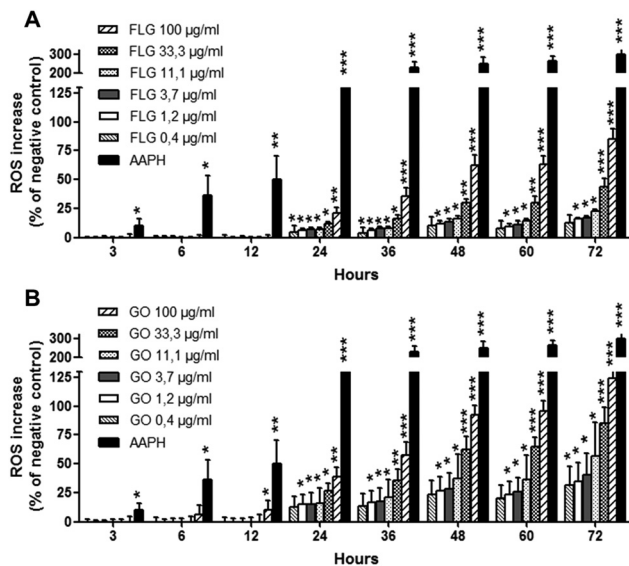 A
FLG 100 µg/ml
FLG 33,3 µg/ml
FLG 11,1 µg/ml
FLG 3,7 µg/ml
FLG 1,2 µg/ml
FLG 0,4 µg/ml
AAPH
ROS increase
(% of negative control)
300
200
125
100
75
50
25
0
* * ** * * * * * ** *** * * * * * *** *** * * * ** *** *** * * * ** *** *** * * * *** *** ***
3 6 12 24 36 48 60 72
Hours
B
GO 100 µg/ml
GO 33,3 µg/ml
GO 11,1 µg/ml
GO 3,7 µg/ml
GO 1,2 µg/ml
GO 0,4 µg/ml
AAPH
ROS increase
(% of negative control)
300
200
125
100
75
50
25
0
3 6 12 24 36 48 60 72
Hours